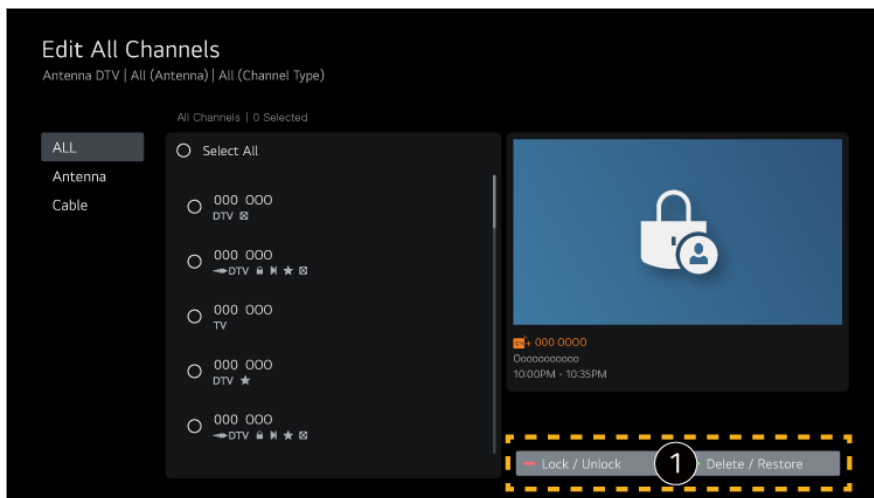 Edit All Channels
Antenna DTV | All (Antenna) | All (Channel Type)
All Channels | 0 Selected
ALL
Antenna
Cable
Select All
000 000
DTV
000 000
DTV
000 000
TV
000 000
DTV
000 000
DTV
CH + 000 0000
Ooooooooooo
10:00PM - 10:35PM
Lock / Unlock 1 Delete / Restore